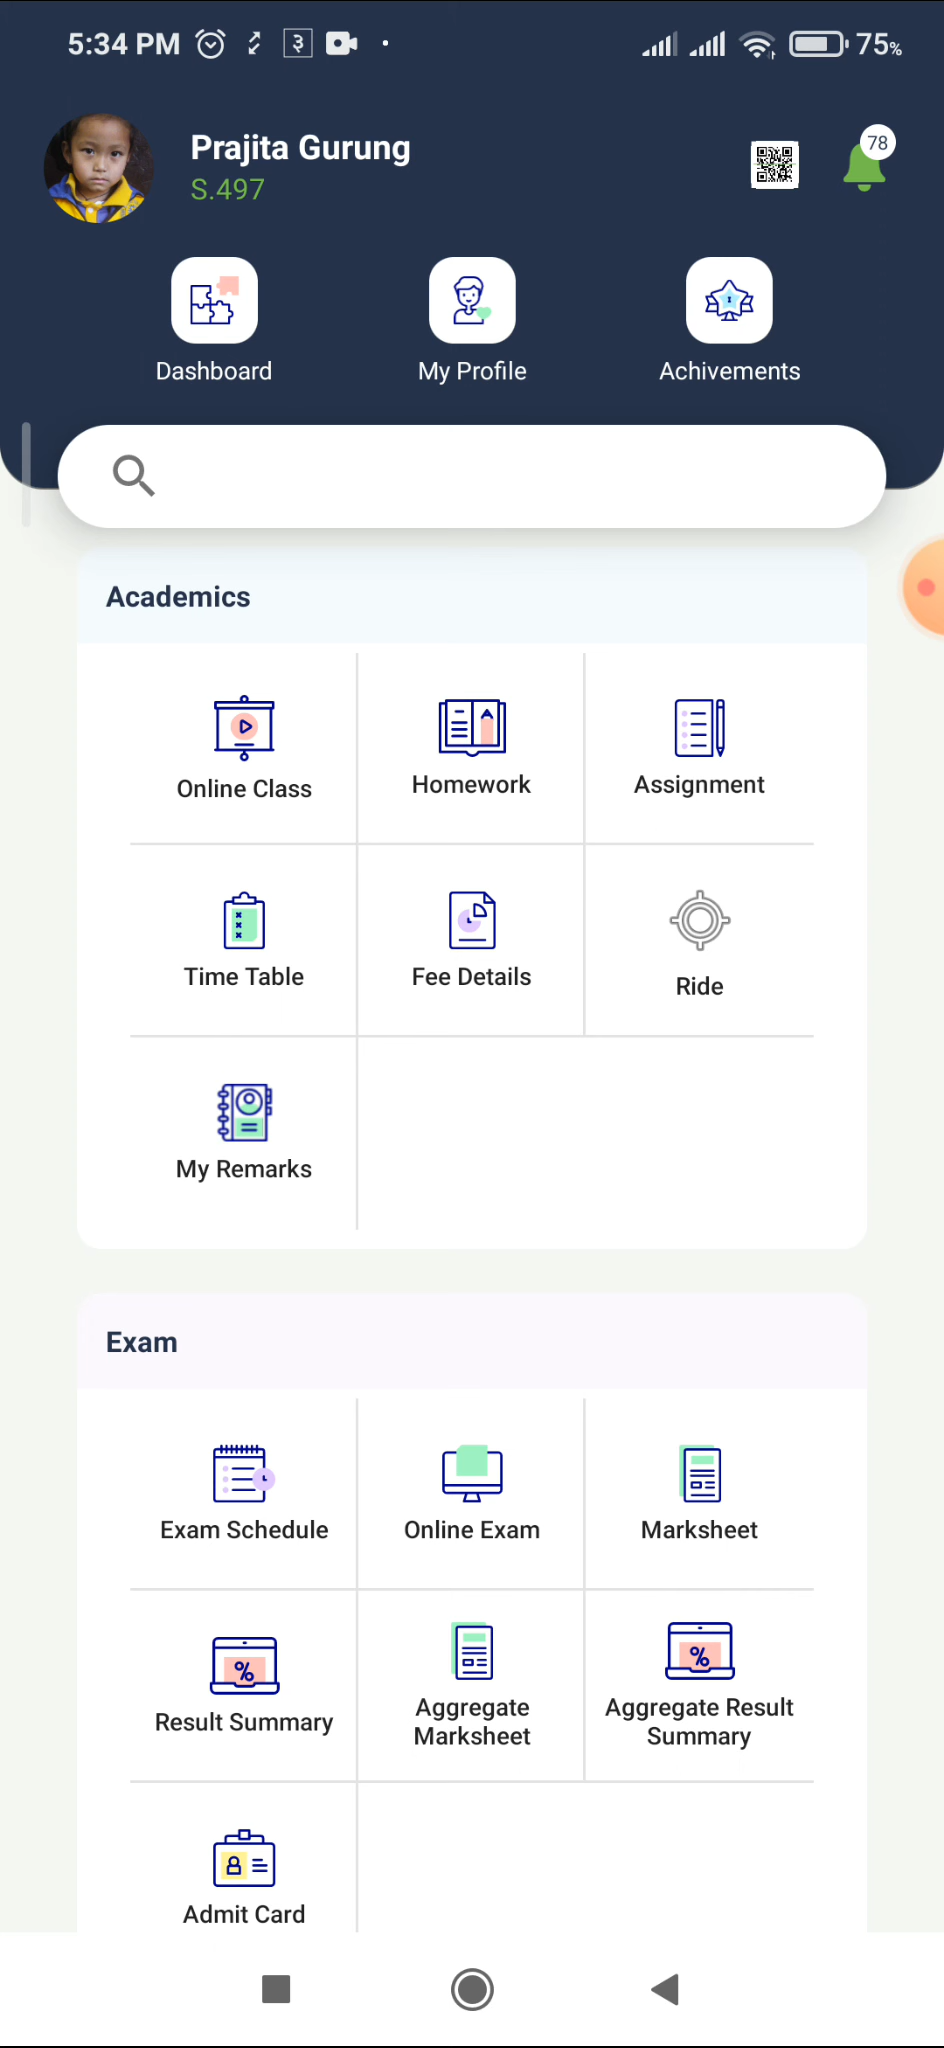 5:34 PM ३ 75%
Prajita Gurung
S.497
78
Dashboard My Profile Achivements
Academics
Online Class Homework Assignment
Time Table Fee Details Ride
My Remarks
Exam
Exam Schedule Online Exam Marksheet
Result Summary Aggregate Marksheet Aggregate Result Summary
Admit Card